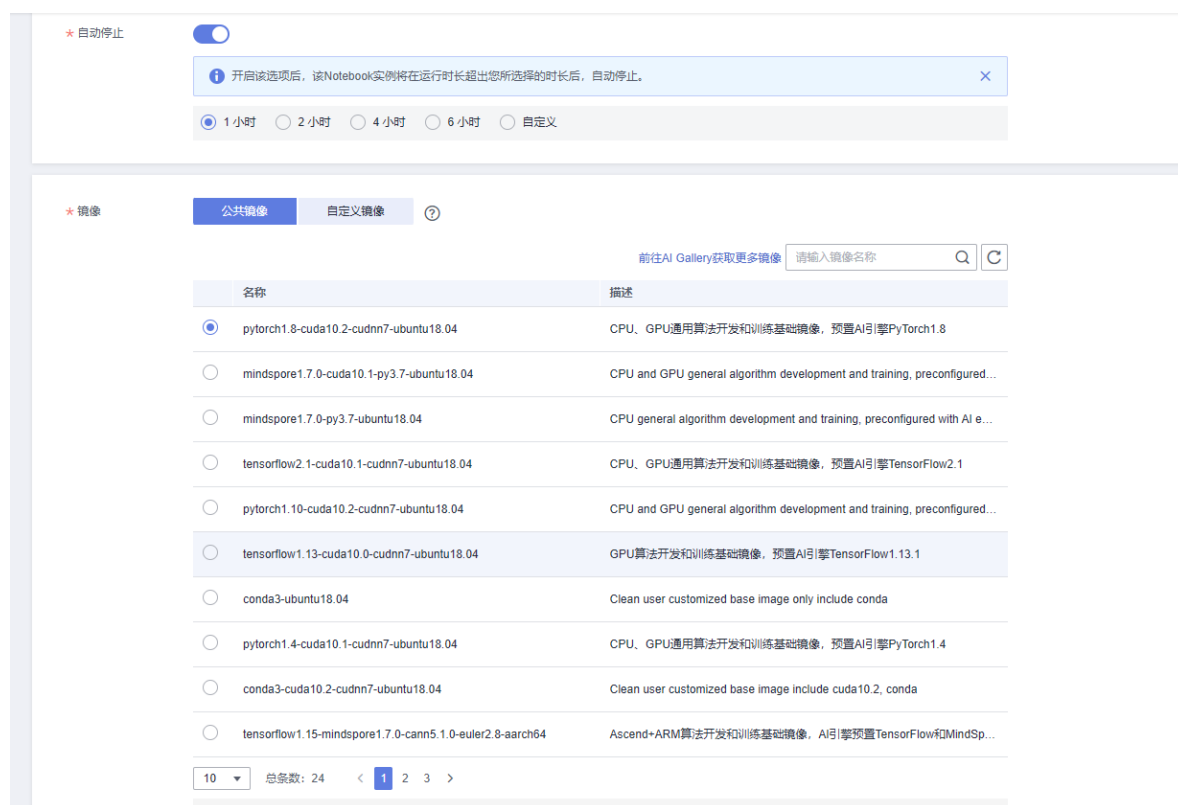 * 自动停止
开启该选项后，该Notebook实例将在运行时长超出您所选择的时长后，自动停止。
1 小时 2 小时 4 小时 6 小时 自定义
* 镜像 公共镜像 自定义镜像
前往AI Gallery获取更多镜像 请输入镜像名称
名称 描述
pytorch1.8-cuda10.2-cudnn7-ubuntu18.04 CPU、GPU通用算法开发和训练基础镜像，预置AI引擎PyTorch1.8
mindspore1.7.0-cuda10.1-py3.7-ubuntu18.04 CPU and GPU general algorithm development and training, preconfigured...
mindspore1.7.0-py3.7-ubuntu18.04 CPU general algorithm development and training, preconfigured with AI e...
tensorflow2.1-cuda10.1-cudnn7-ubuntu18.04 CPU、GPU通用算法开发和训练基础镜像，预置AI引擎TensorFlow2.1
pytorch1.10-cuda10.2-cudnn7-ubuntu18.04 CPU and GPU general algorithm development and training, preconfigured...
tensorflow1.13-cuda10.0-cudnn7-ubuntu18.04 GPU算法开发和训练基础镜像，预置AI引擎TensorFlow1.13.1
conda3-ubuntu18.04 Clean user customized base image only include conda
pytorch1.4-cuda10.1-cudnn7-ubuntu18.04 CPU、GPU通用算法开发和训练基础镜像，预置AI引擎PyTorch1.4
conda3-cuda10.2-cudnn7-ubuntu18.04 Clean user customized base image include cuda10.2, conda
tensorflow1.15-mindspore1.7.0-cann5.1.0-euler2.8-aarch64 Ascend+ARM算法开发和训练基础镜像，AI引擎预置TensorFlow和MindSp...
10 总条数：24 < 1 2 3 >